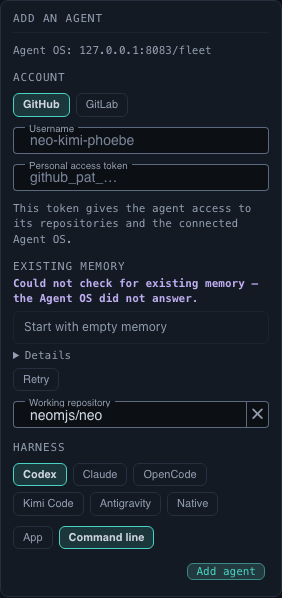 ADD AN AGENT
Agent OS: 127.0.0.1:8083/fleet
ACCOUNT
GitHub GitLab
Username
neo-kimi-phoebe
Personal access token
github_pat_…
This token gives the agent access to
its repositories and the connected
Agent OS.
EXISTING MEMORY
Could not check for existing memory —
the Agent OS did not answer.
Start with empty memory
▶ Details
Retry
Working repository
neomjs/neo ✕
HARNESS
Codex Claude OpenCode
Kimi Code Antigravity Native
App Command line
Add agent